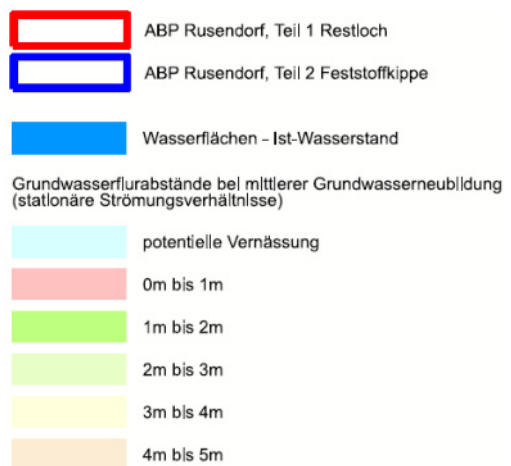 ABP Rusendorf, Teil 1 Restloch
ABP Rusendorf, Teil 2 Feststoffkippe
Wasserflächen - Ist-Wasserstand
Grundwasserflurabstände bei mittlerer Grundwasserneubildung
(stationäre Strömungsverhältnisse)
potentielle Vernässung
0m bis 1m
1m bis 2m
2m bis 3m
3m bis 4m
4m bis 5m